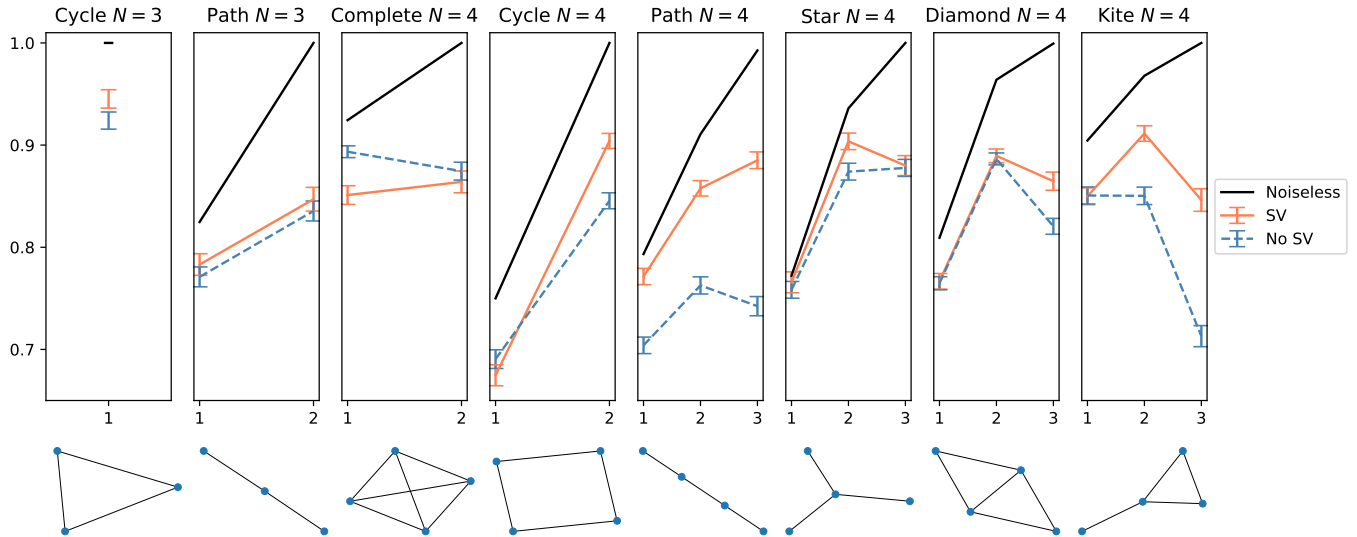 Cycle N = 3
Path N = 3
Complete N = 4
Cycle N = 4
Path N = 4
Star N = 4
Diamond N = 4
Kite N = 4
1.0
0.9
0.8
0.7
1
1 2
1 2
1 2
1 2 3
1 2 3
1 2 3
1 2 3
Noiseless
SV
No SV